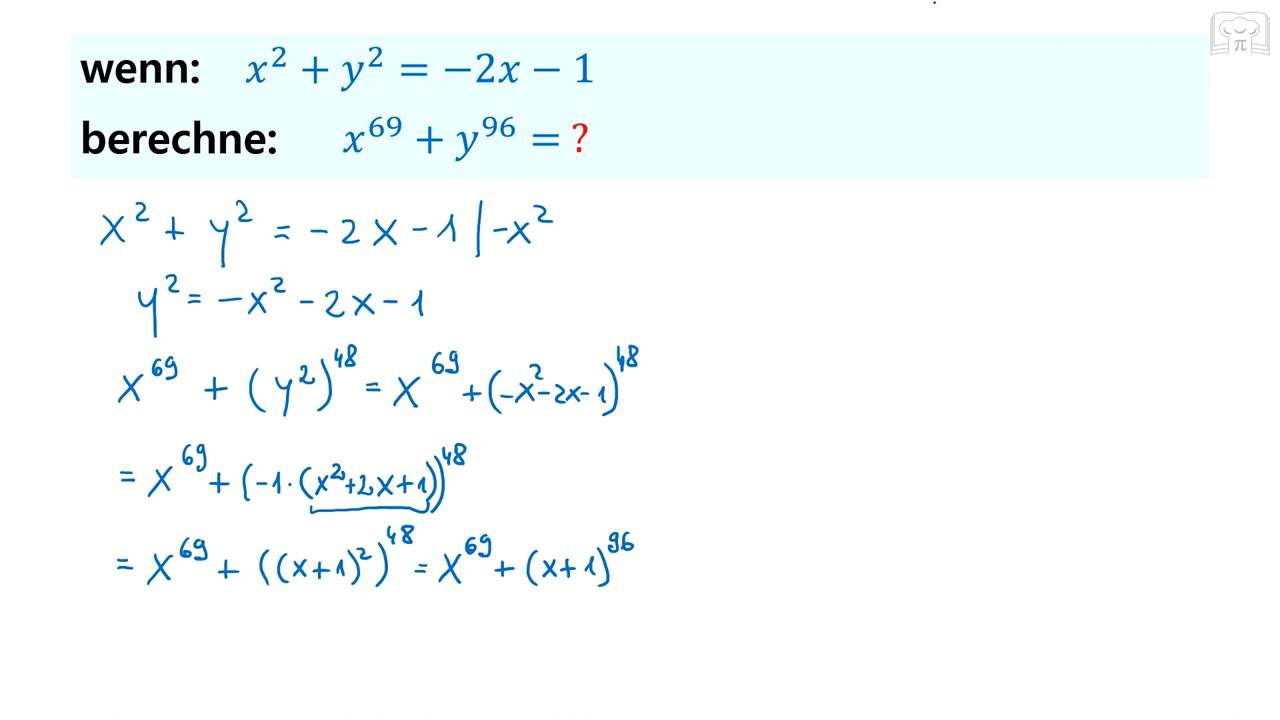 wenn: x² + y² = −2x − 1
berechne: x⁶⁹ + y⁹⁶ = ?
x² + y² = -2x -1 | -x²
y² = -x² - 2x - 1
x⁶⁹ + (y²)⁴⁸ = x⁶⁹ + (-x²-2x-1)⁴⁸
= x⁶⁹ + (-1·(x²+2x+1))⁴⁸
= x⁶⁹ + ((x+1)²)⁴⁸ = x⁶⁹ + (x+1)⁹⁶
π